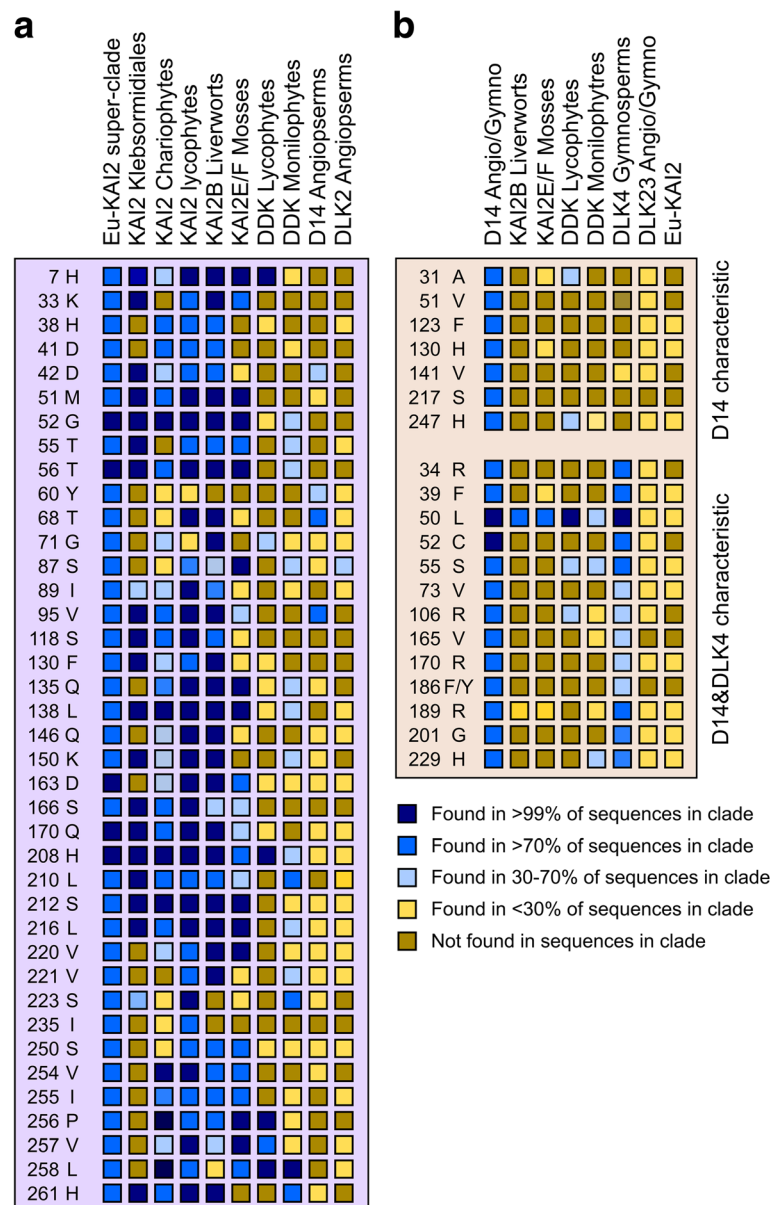 a
Eu-KAI2 super-clade
KAI2 Klebsormidiales
KAI2 Chariophytes
KAI2 lycophytes
KAI2B Liverworts
KAI2E/F Mosses
DDK Lycophytes
DDK Monilophytes
D14 Angiopserms
DLK2 Angiopserms
7 H
33 K
38 H
41 D
42 D
51 M
52 G
55 T
56 T
60 Y
68 T
71 G
87 S
89 I
95 V
118 S
130 F
135 Q
138 L
146 Q
150 K
163 D
166 S
170 Q
208 H
210 L
212 S
216 L
220 V
221 V
223 S
235 I
250 S
254 V
255 I
256 P
257 V
258 L
261 H
b
D14 Angio/Gymno
KAI2B Liverworts
KAI2E/F Mosses
DDK Lycophytes
DDK Monilophytres
DLK4 Gymnosperms
DLK23 Angio/Gymno
Eu-KAI2
31 A
51 V
123 F
130 H
141 V
217 S
247 H
D14 characteristic
34 R
39 F
50 L
52 C
55 S
73 V
106 R
165 V
170 R
186 F/Y
189 R
201 G
229 H
D14&DLK4 characteristic
Found in >99% of sequences in clade
Found in >70% of sequences in clade
Found in 30-70% of sequences in clade
Found in <30% of sequences in clade
Not found in sequences in clade